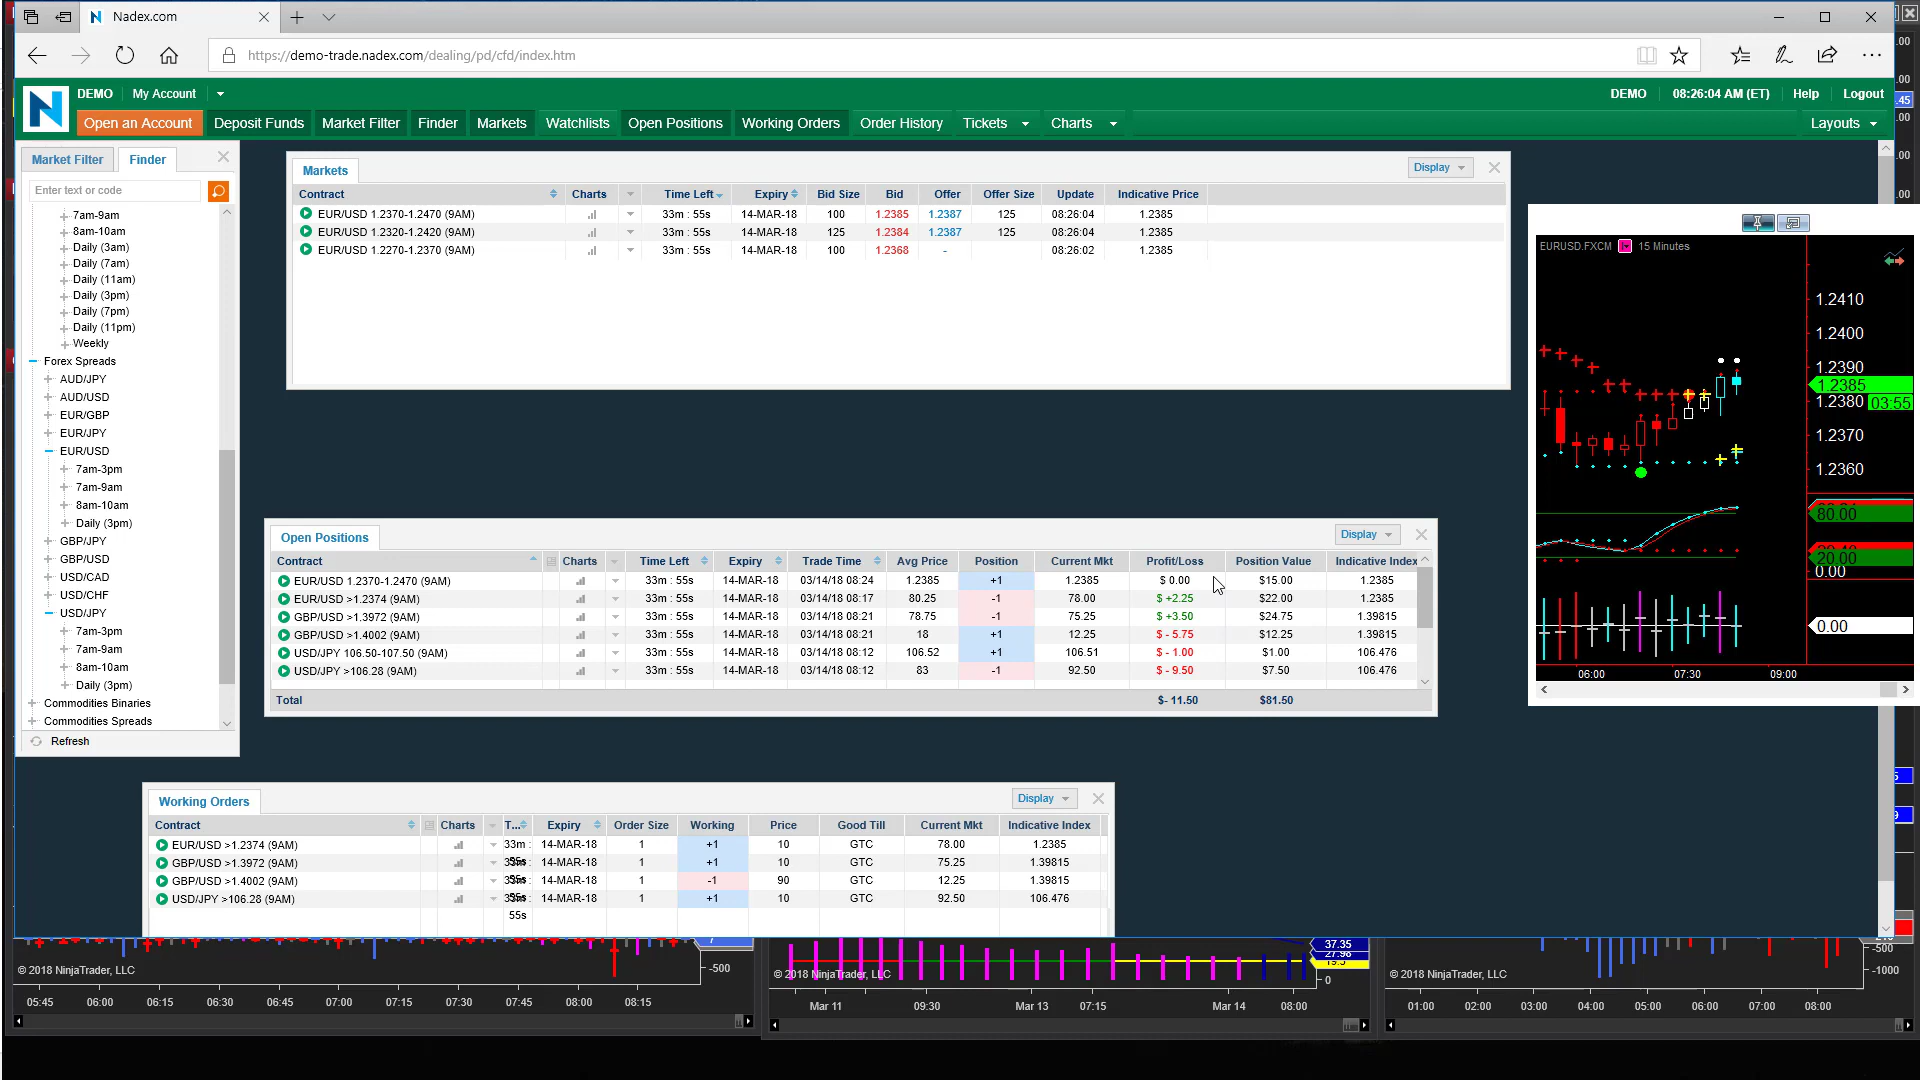 Nadex.com
https://demo-trade.nadex.com/dealing/pd/cfd/index.htm
DEMO My Account
DEMO 08:26:04 AM (ET) Help Logout
Open an Account Deposit Funds Market Filter Finder Markets Watchlists Open Positions Working Orders Order History Tickets Charts Layouts
Market Filter Finder
Enter text or code
7am-9am
8am-10am
Daily (3am)
Daily (7am)
Daily (11am)
Daily (3pm)
Daily (7pm)
Daily (11pm)
Weekly
Forex Spreads
AUD/JPY
AUD/USD
EUR/GBP
EUR/JPY
EUR/USD
7am-3pm
7am-9am
8am-10am
Daily (3pm)
GBP/JPY
GBP/USD
USD/CAD
USD/CHF
USD/JPY
7am-3pm
7am-9am
8am-10am
Daily (3pm)
Commodities Binaries
Commodities Spreads
Refresh
Markets Display
Contract Charts Time Left Expiry Bid Size Bid Offer Offer Size Update Indicative Price
EUR/USD 1.2370-1.2470 (9AM) 33m : 55s 14-MAR-18 100 1.2385 1.2387 125 08:26:04 1.2385
EUR/USD 1.2320-1.2420 (9AM) 33m : 55s 14-MAR-18 125 1.2384 1.2387 125 08:26:04 1.2385
EUR/USD 1.2270-1.2370 (9AM) 33m : 55s 14-MAR-18 100 1.2368 - 08:26:02 1.2385
Open Positions Display
Contract Charts Time Left Expiry Trade Time Avg Price Position Current Mkt Profit/Loss Position Value Indicative Index
EUR/USD 1.2370-1.2470 (9AM) 33m : 55s 14-MAR-18 03/14/18 08:24 1.2385 +1 1.2385 $ 0.00 $15.00 1.2385
EUR/USD >1.2374 (9AM) 33m : 55s 14-MAR-18 03/14/18 08:17 80.25 -1 78.00 $ +2.25 $22.00 1.2385
GBP/USD >1.3972 (9AM) 33m : 55s 14-MAR-18 03/14/18 08:21 78.75 -1 75.25 $ +3.50 $24.75 1.39815
GBP/USD >1.4002 (9AM) 33m : 55s 14-MAR-18 03/14/18 08:21 18 +1 12.25 $ - 5.75 $12.25 1.39815
USD/JPY 106.50-107.50 (9AM) 33m : 55s 14-MAR-18 03/14/18 08:12 106.52 +1 106.51 $ - 1.00 $1.00 106.476
USD/JPY >106.28 (9AM) 33m : 55s 14-MAR-18 03/14/18 08:12 83 -1 92.50 $ - 9.50 $7.50 106.476
Total $- 11.50 $81.50
Working Orders Display
Contract Charts T... Expiry Order Size Working Price Good Till Current Mkt Indicative Index
EUR/USD >1.2374 (9AM) 33m : 14-MAR-18 1 +1 10 GTC 78.00 1.2385
GBP/USD >1.3972 (9AM) 14-MAR-18 1 +1 10 GTC 75.25 1.39815
GBP/USD >1.4002 (9AM) 14-MAR-18 1 -1 90 GTC 12.25 1.39815
USD/JPY >106.28 (9AM) 14-MAR-18 1 +1 10 GTC 92.50 106.476
55s
EURUSD.FXCM 15 Minutes
1.2410
1.2400
1.2390
1.2385
1.2380 03:55
1.2370
1.2360
80.00
20.00
0.00
0.00
06:00 07:30 09:00
© 2018 NinjaTrader, LLC
-500
05:45 06:00 06:15 06:30 06:45 07:00 07:15 07:30 07:45 08:00 08:15
37.35
27.98
19.5
© 2018 NinjaTrader, LLC
0
Mar 11 09:30 Mar 13 07:15 Mar 14 08:00
© 2018 NinjaTrader, LLC
-500
-1000
01:00 02:00 03:00 04:00 05:00 06:00 07:00 08:00